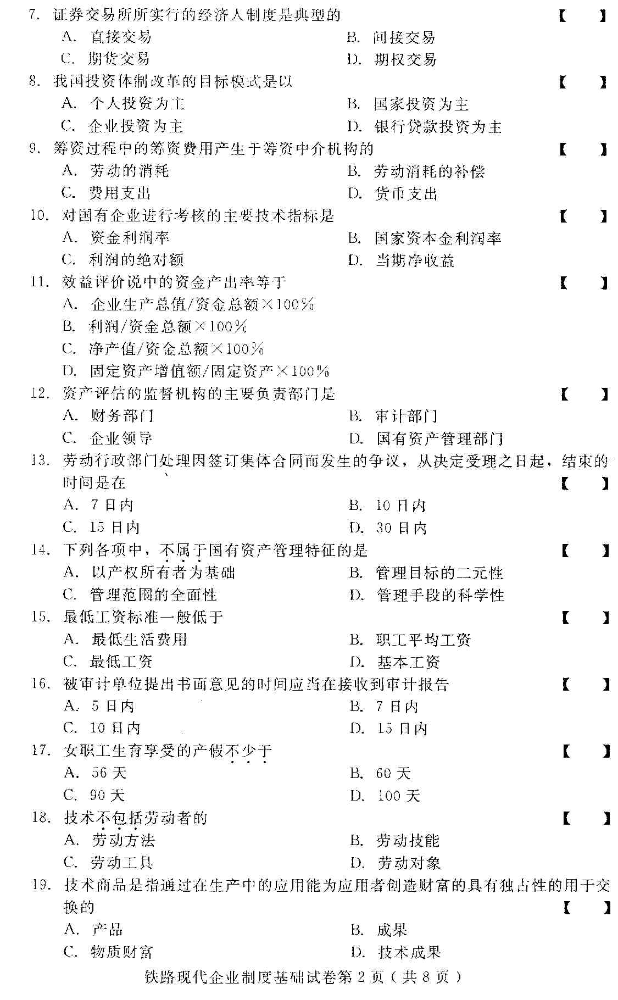 7. 证券交易所所实行的经济人制度是典型的 【 】
A. 直接交易 B. 间接交易
C. 期货交易 D. 期权交易
8. 我国投资体制改革的目标模式是以 【 】
A. 个人投资为主 B. 国家投资为主
C. 企业投资为主 D. 银行贷款投资为主
9. 筹资过程中的筹资费用产生于筹资中介机构的 【 】
A. 劳动的消耗 B. 劳动消耗的补偿
C. 费用支出 D. 货币支出
10. 对国有企业进行考核的主要技术指标是 【 】
A. 资金利润率 B. 国家资本金利润率
C. 利润的绝对额 D. 当期净收益
11. 效益评价说中的资金产出率等于 【 】
A. 企业生产总值/资金总额×100%
B. 利润/资金总额×100%
C. 净产值/资金总额×100%
D. 固定资产增值额/固定资产×100%
12. 资产评估的监督机构的主要负责部门是 【 】
A. 财务部门 B. 审计部门
C. 企业领导 D. 国有资产管理部门
13. 劳动行政部门处理因签订集体合同而发生的争议，从决定受理之日起，结束的
时间是在 【 】
A. 7 日内 B. 10 日内
C. 15 日内 D. 30 日内
14. 下列各项中，不属于国有资产管理特征的是 【 】
A. 以产权所有者为基础 B. 管理目标的二元性
C. 管理范围的全面性 D. 管理手段的科学性
15. 最低工资标准一般低于 【 】
A. 最低生活费用 B. 职工平均工资
C. 最低工资 D. 基本工资
16. 被审计单位提出书面意见的时间应当在接收到审计报告 【 】
A. 5 日内 B. 7 日内
C. 10 日内 D. 15 日内
17. 女职工生育享受的产假不少于 【 】
A. 56 天 B. 60 天
C. 90 天 D. 100 天
18. 技术不包括劳动者的 【 】
A. 劳动方法 B. 劳动技能
C. 劳动工具 D. 劳动对象
19. 技术商品是指通过在生产中的应用能为应用者创造财富的具有独占性的用于交
换的 【 】
A. 产品 B. 成果
C. 物质财富 D. 技术成果
铁路现代企业制度基础试卷第 2 页（共 8 页）